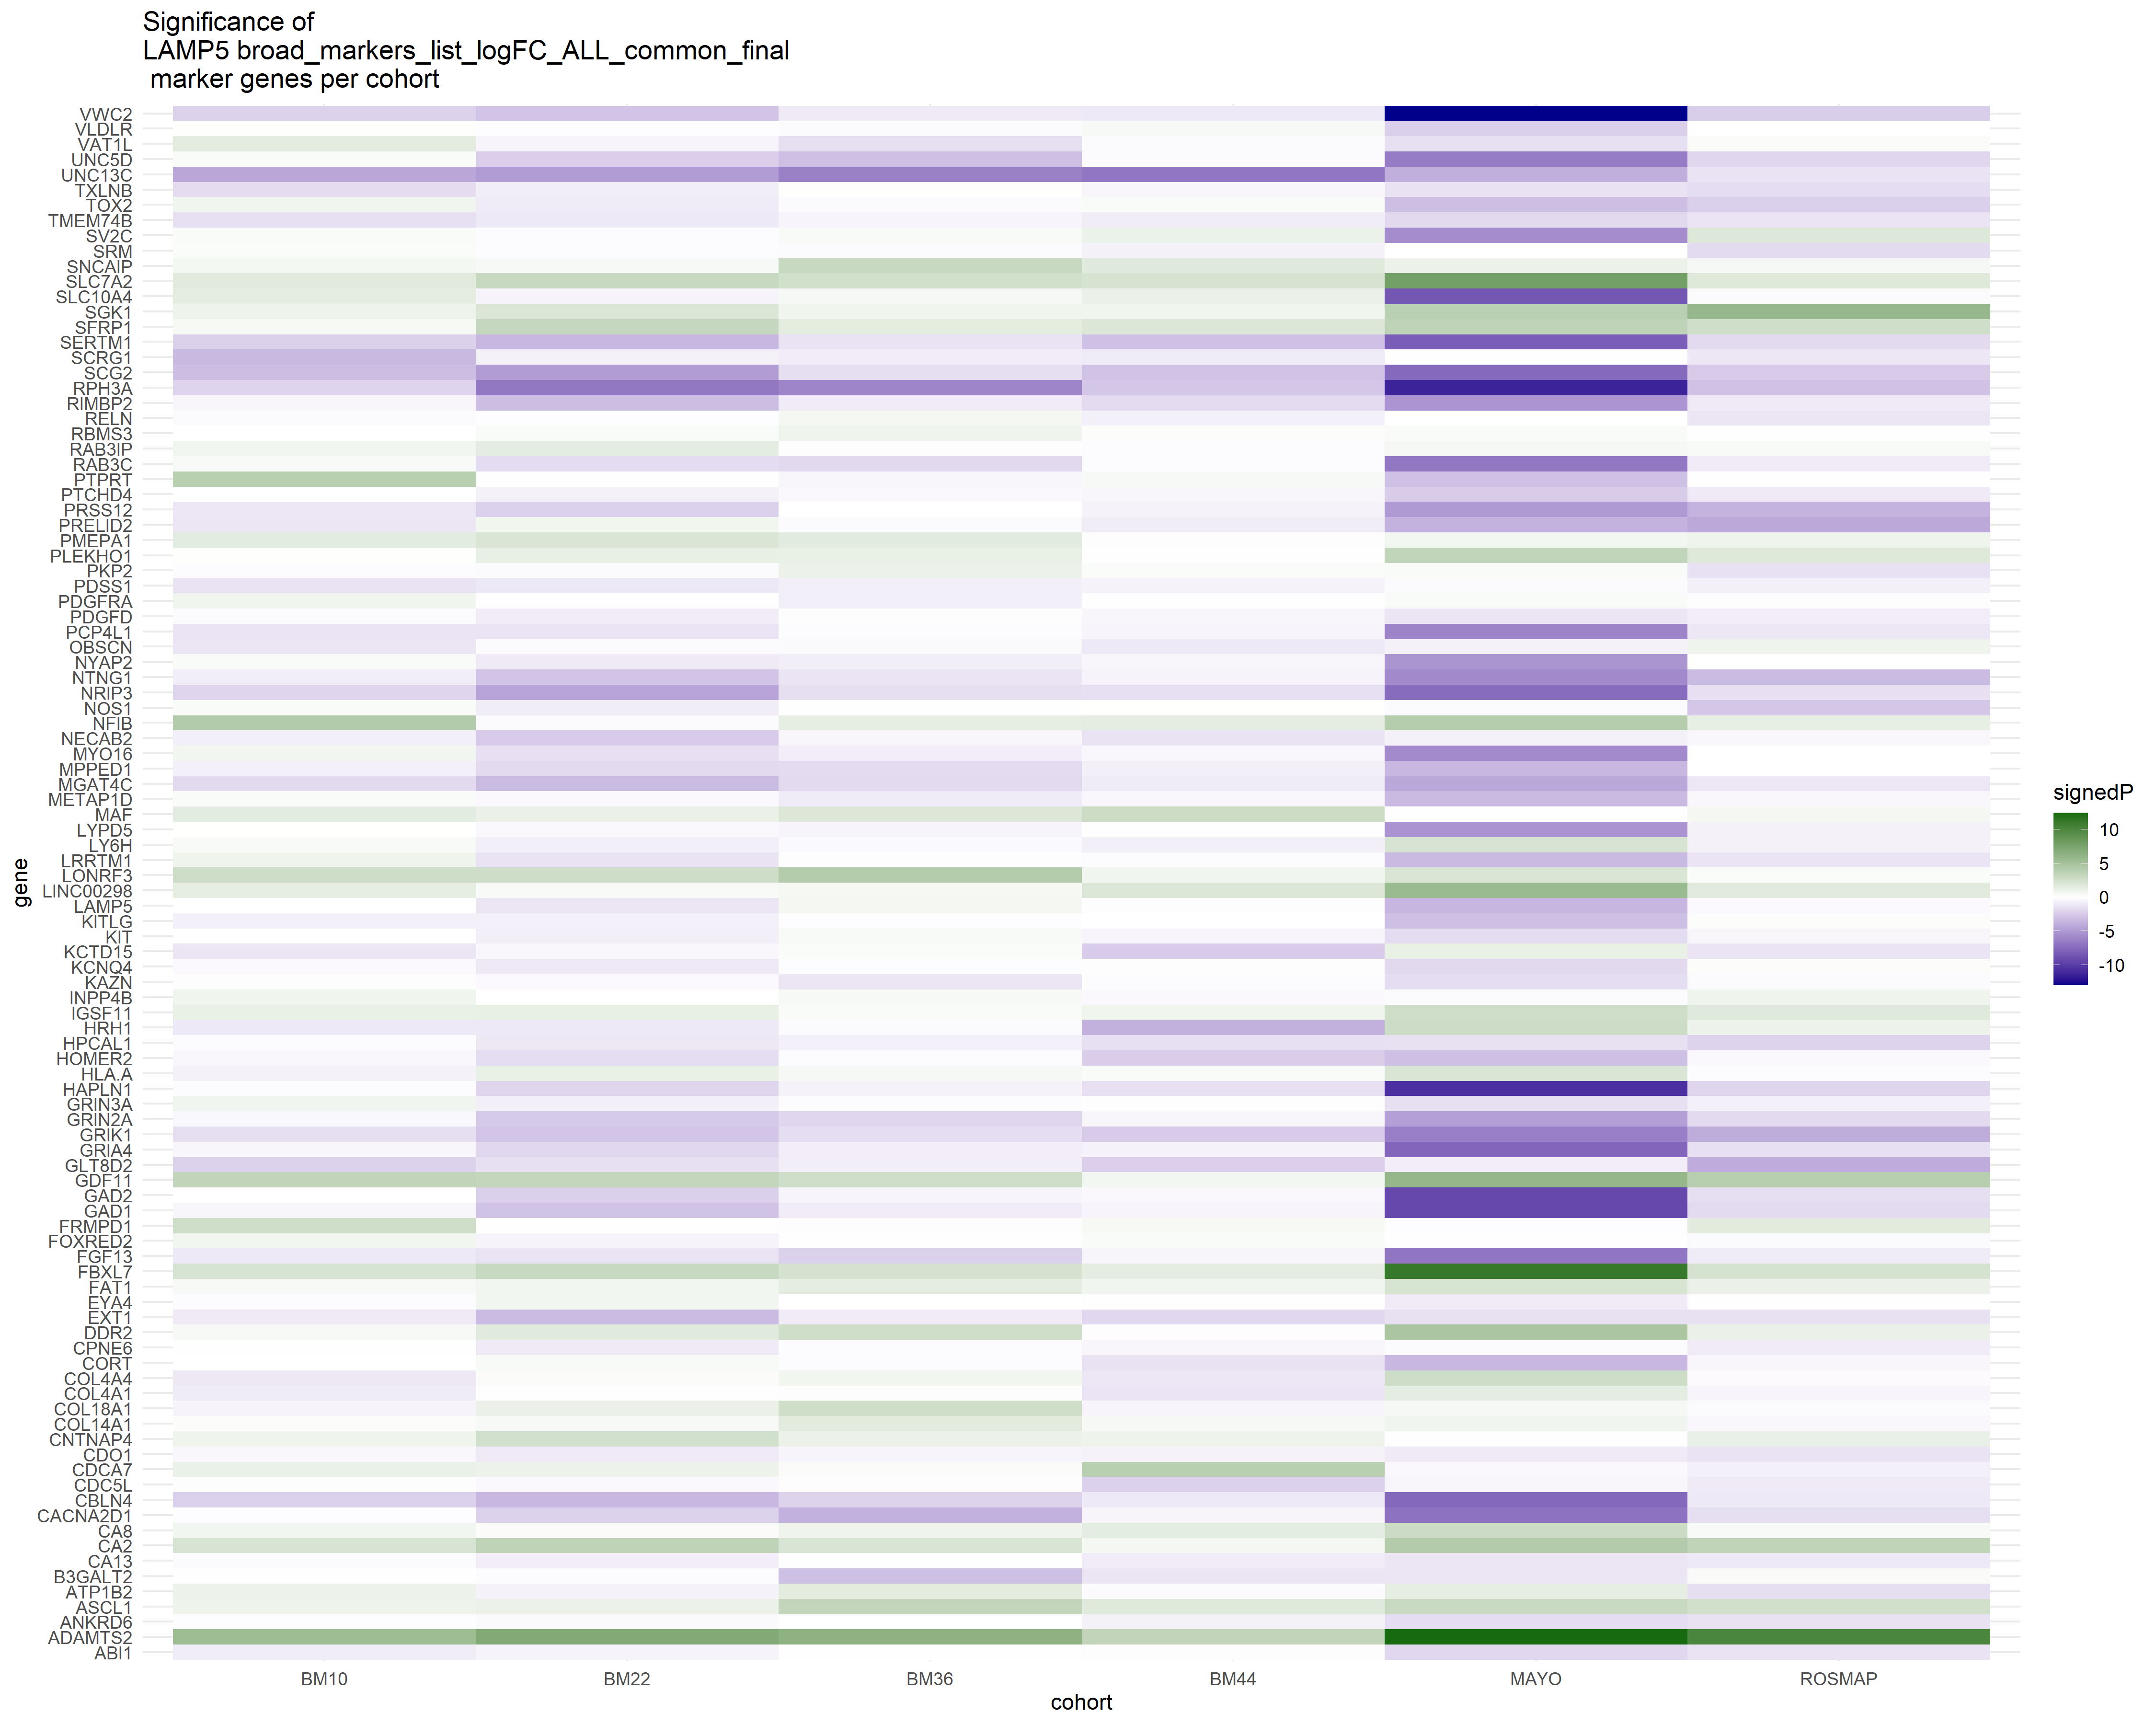 Significance of
LAMP5 broad_markers_list_logFC_ALL_common_final
marker genes per cohort
VWC2
VLDLR
VAT1L
UNC5D
UNC13C
TXLNB
TOX2
TMEM74B
SV2C
SRM
SNCAIP
SLC7A2
SLC10A4
SGK1
SFRP1
SERTM1
SCRG1
SCG2
RPH3A
RIMBP2
RELN
RBMS3
RAB3IP
RAB3C
PTPRT
PTCHD4
PRSS12
PRELID2
PMEPA1
PLEKHO1
PKP2
PDSS1
PDGFRA
PDGFD
PCP4L1
OBSCN
NYAP2
NTNG1
NRIP3
NOS1
NFIB
NECAB2
MYO16
MPPED1
MGAT4C
METAP1D
MAF
LYPD5
LY6H
LRRTM1
LONRF3
LINC00298
LAMP5
KITLG
KIT
KCTD15
KCNQ4
KAZN
INPP4B
IGSF11
HRH1
HPCAL1
HOMER2
HLA.A
HAPLN1
GRIN3A
GRIN2A
GRIK1
GRIA4
GLT8D2
GDF11
GAD2
GAD1
FRMPD1
FOXRED2
FGF13
FBXL7
FAT1
EYA4
EXT1
DDR2
CPNE6
CORT
COL4A4
COL4A1
COL18A1
COL14A1
CNTNAP4
CDO1
CDCA7
CDC5L
CBLN4
CACNA2D1
CA8
CA2
CA13
B3GALT2
ATP1B2
ASCL1
ANKRD6
ADAMTS2
ABI1
gene
BM10
BM22
BM36
BM44
MAYO
ROSMAP
cohort
signedP
10
5
0
-5
-10